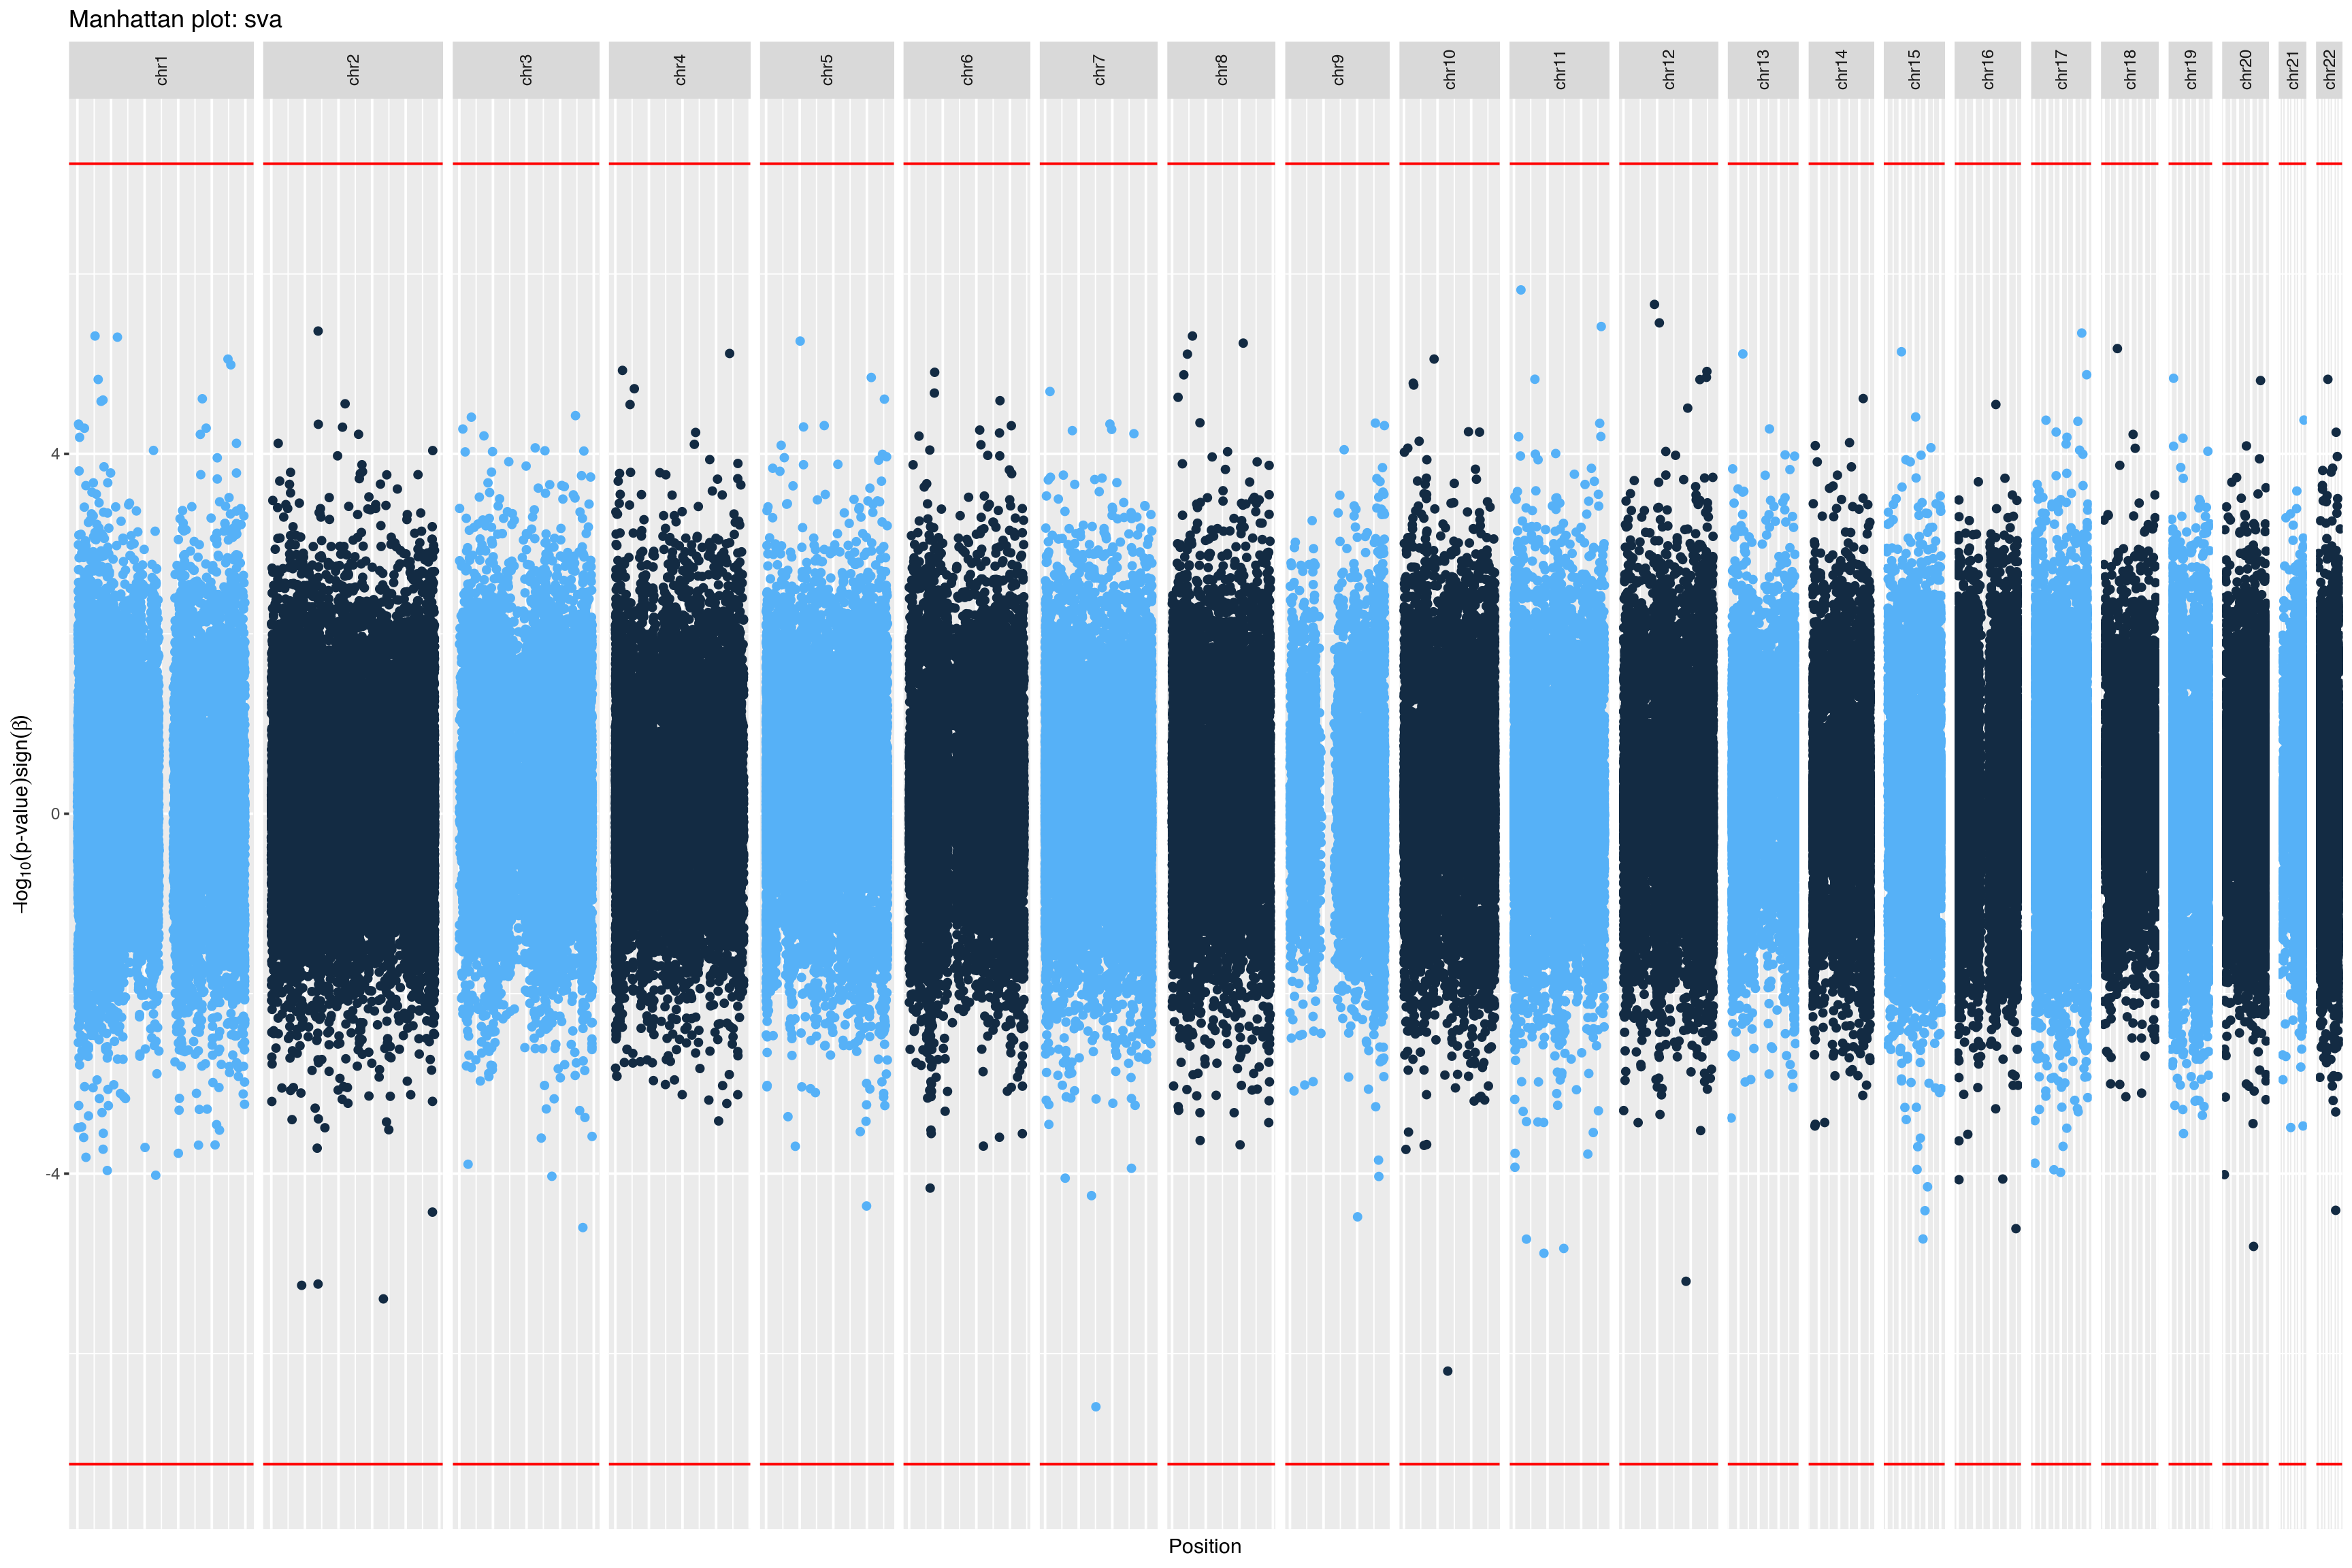 Manhattan plot: sva
chr1 chr2 chr3 chr4 chr5 chr6 chr7 chr8 chr9 chr10 chr11 chr12 chr13 chr14 chr15 chr16 chr17 chr18 chr19 chr20 chr21 chr22
4
0
-4
−log₁₀(p-value)sign(β)
Position